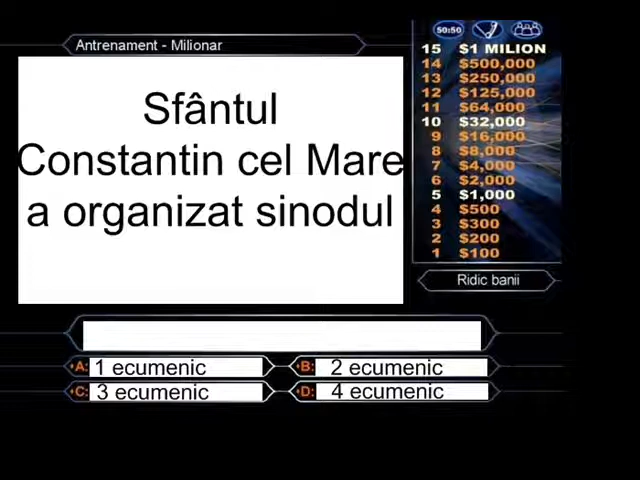 Antrenament - Milionar
Sfântul
Constantin cel Mare
a organizat sinodul
50:50
15 $1 MILION
14 $500,000
13 $250,000
12 $125,000
11 $64,000
10 $32,000
9 $16,000
8 $8,000
7 $4,000
6 $2,000
5 $1,000
4 $500
3 $300
2 $200
1 $100
Ridic banii
A: 1 ecumenic
B: 2 ecumenic
C: 3 ecumenic
D: 4 ecumenic